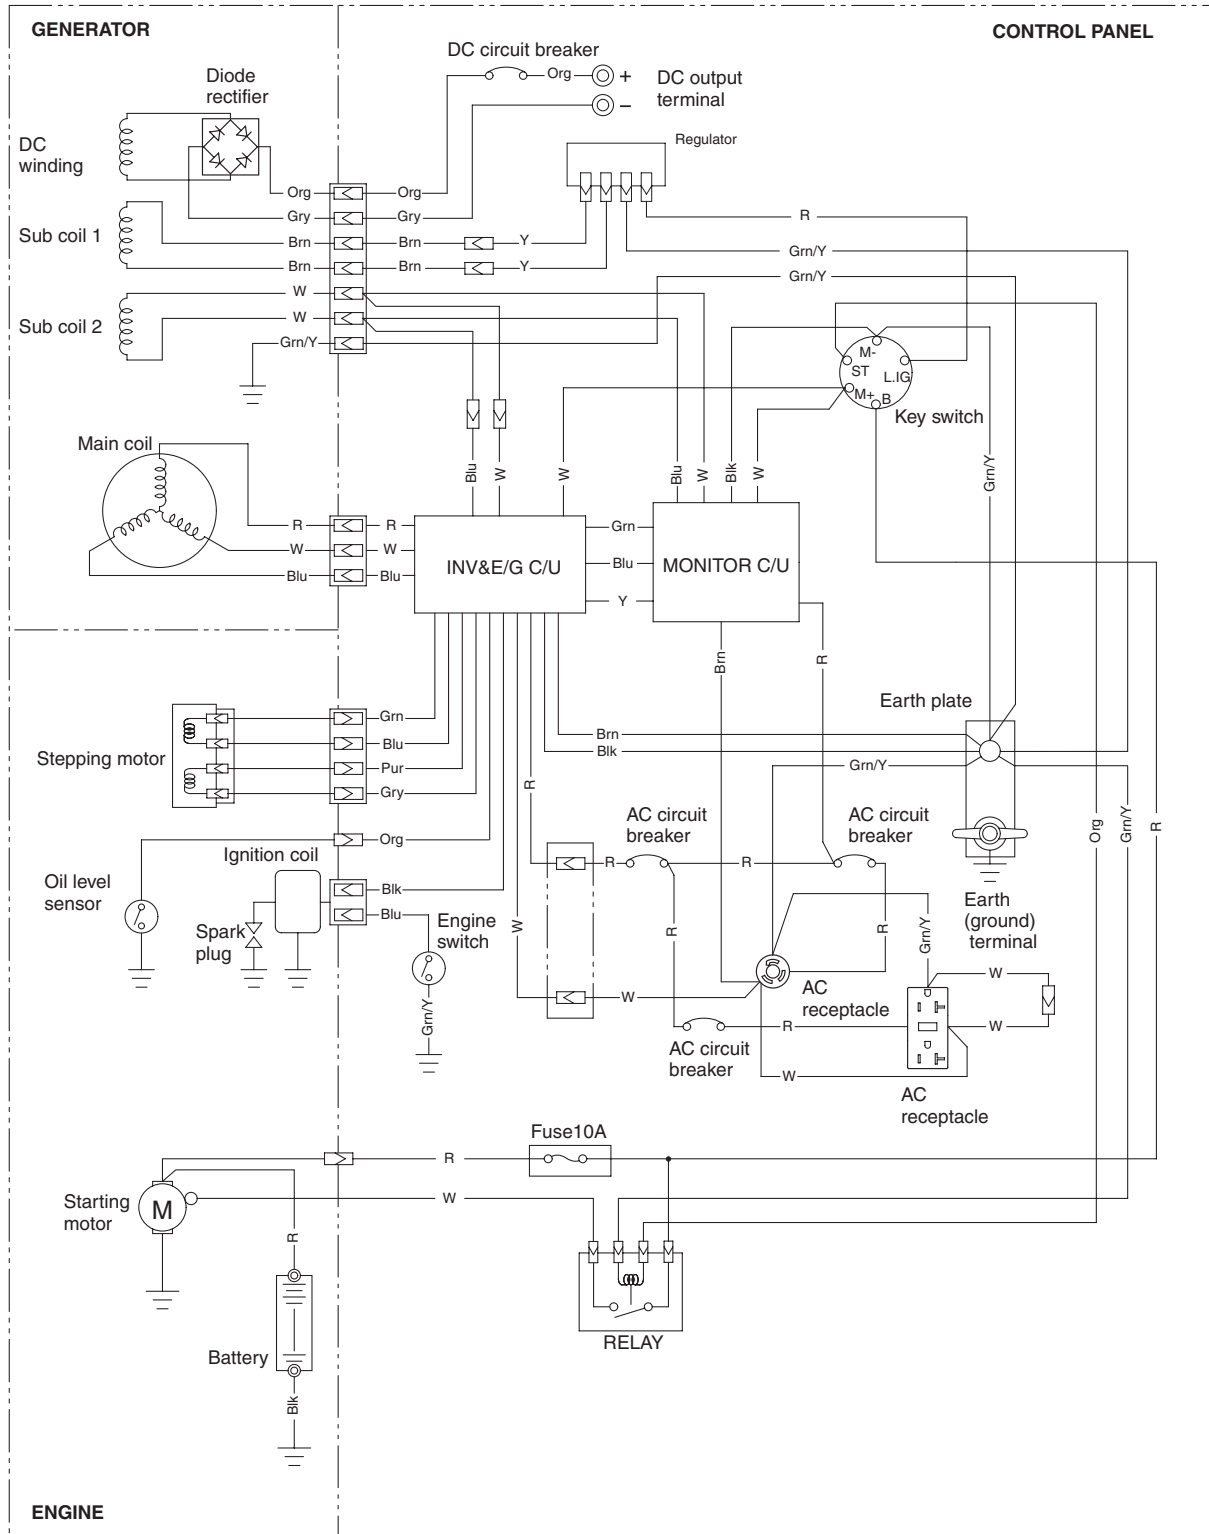 GENERATOR
CONTROL PANEL
DC circuit breaker
Org
+
−
DC output
terminal
Diode
rectifier
Regulator
DC
winding
Org
Org
Gry
Gry
R
Sub coil 1
Brn
Brn
Y
Grn/Y
Brn
Brn
Y
Grn/Y
W
Sub coil 2
W
Grn/Y
M-
ST
L.IG
M+
B
Key switch
Main coil
Blu
W
W
Blu
W
Blk
W
Grn/Y
R
R
W
W
Blu
Blu
INV&E/G C/U
Grn
Blu
Y
MONITOR C/U
Brn
R
Earth plate
Grn
Blu
Pur
Gry
Stepping motor
Brn
Blk
Grn/Y
R
Org
Grn/Y
R
AC circuit
breaker
AC circuit
breaker
Org
Ignition coil
R
R
Oil level
sensor
Blk
Blu
Spark
plug
Engine
switch
W
R
R
Grn/Y
Earth
(ground)
terminal
W
AC
receptacle
W
W
Grn/Y
R
AC circuit
breaker
W
AC
receptacle
Fuse10A
R
W
Starting
motor
M
R
RELAY
Battery
Blk
ENGINE